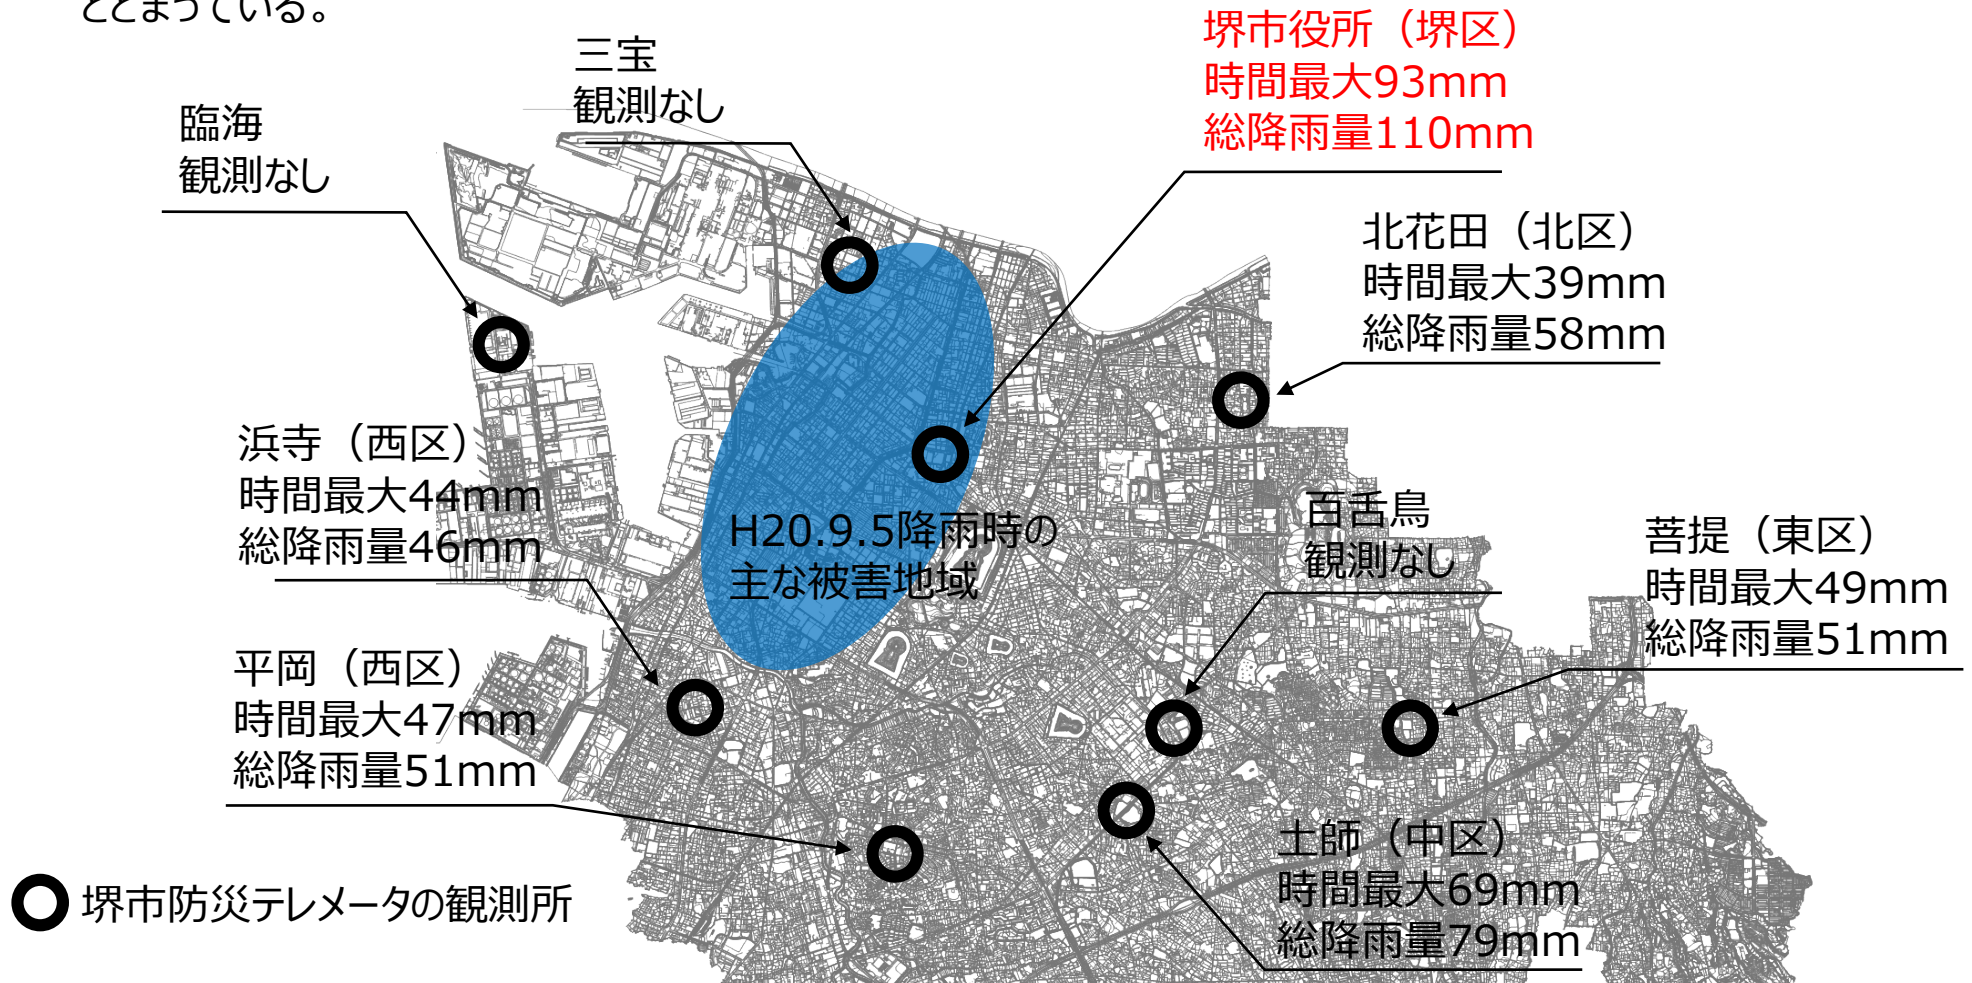 とどまっている。
三宝
観測なし
堺市役所（堺区）
時間最大93mm
総降雨量110mm
臨海
観測なし
北花田（北区）
時間最大39mm
総降雨量58mm
浜寺（西区）
時間最大44mm
総降雨量46mm
H20.9.5降雨時の
主な被害地域
百舌鳥
観測なし
菩提（東区）
時間最大49mm
総降雨量51mm
平岡（西区）
時間最大47mm
総降雨量51mm
土師（中区）
時間最大69mm
総降雨量79mm
堺市防災テレメータの観測所